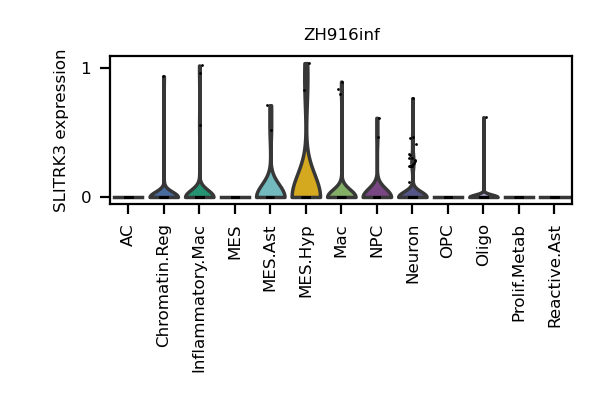 ZH916inf
SLITRK3 expression
1
0
AC
Chromatin.Reg
Inflammatory.Mac
MES
MES.Ast
MES.Hyp
Mac
NPC
Neuron
OPC
Oligo
Prolif.Metab
Reactive.Ast